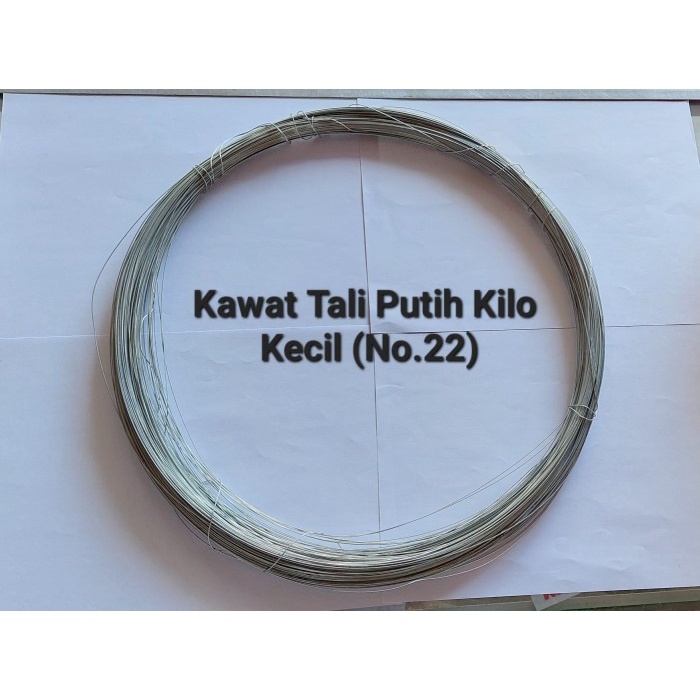 Kawat Tali Putih Kilo
Kecil (No.22)